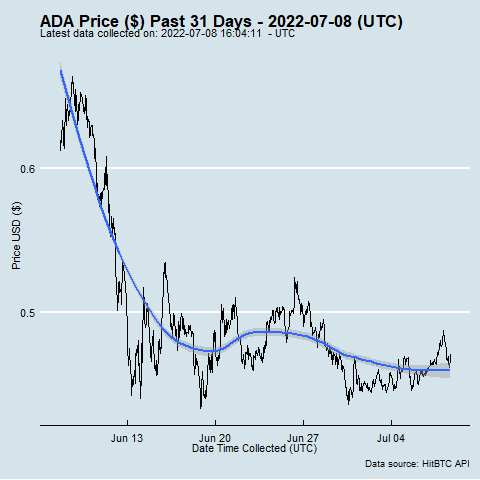 ADA Price ($) Past 31 Days - 2022-07-08 (UTC)
Latest data collected on: 2022-07-08 16:04:11  - UTC
0.6
Price USD ($)
0.5
Jun 13
Jun 20
Jun 27
Jul 04
Date Time Collected (UTC)
Data source: HitBTC API